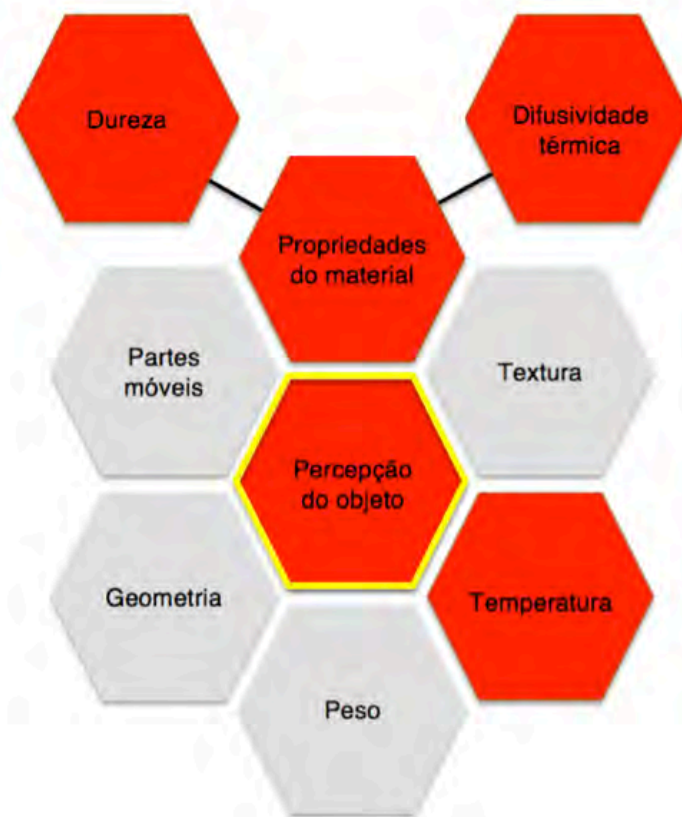 Dureza
Difusividade
térmica
Propriedades
do material
Partes
móveis
Textura
Percepção
do objeto
Geometria
Temperatura
Peso